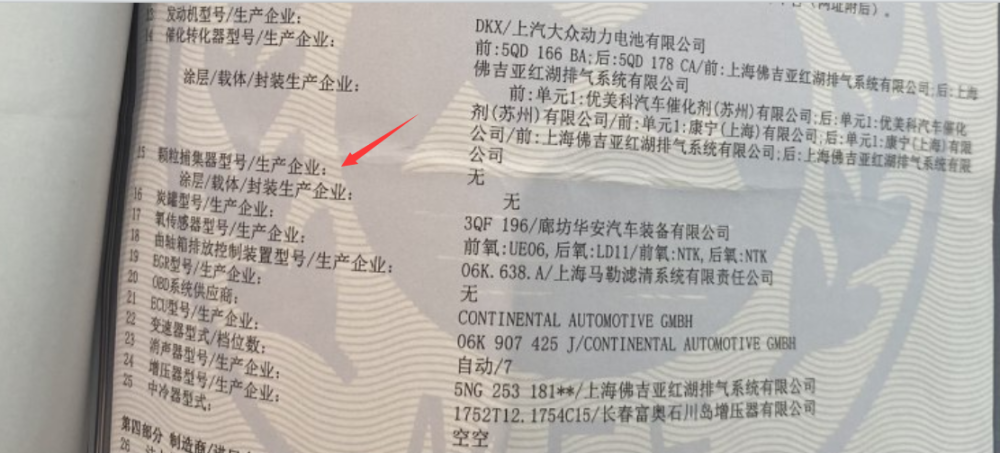 （网址附后）。
13 发动机型号/生产企业： DKX/上汽大众动力电池有限公司
14 催化转化器型号/生产企业： 前:5QD 166 BA;后:5QD 178 CA/前:上海佛吉亚红湖排气系统有限公司;后:上海
佛吉亚红湖排气系统有限公司
涂层/载体/封装生产企业： 前:单元1:优美科汽车催化剂(苏州)有限公司;后:单元1:优美科汽车催化
剂(苏州)有限公司/前:单元1:康宁(上海)有限公司;后:单元1:康宁(上海)有限
公司/前:上海佛吉亚红湖排气系统有限公司;后:上海佛吉亚红湖排气系统有限
公司
15 颗粒捕集器型号/生产企业： 无
涂层/载体/封装生产企业： 无
16 炭罐型号/生产企业： 3QF 196/廊坊华安汽车装备有限公司
17 氧传感器型号/生产企业： 前氧:UE06,后氧:LD11/前氧:NTK,后氧:NTK
18 曲轴箱排放控制装置型号/生产企业： 06K.638.A/上海马勒滤清系统有限责任公司
19 EGR型号/生产企业： 无
20 OBD系统供应商： CONTINENTAL AUTOMOTIVE GMBH
21 ECU型号/生产企业： 06K 907 425 J/CONTINENTAL AUTOMOTIVE GMBH
22 变速器型式/档位数： 自动/7
23 消声器型号/生产企业： 5NG 253 181**/上海佛吉亚红湖排气系统有限公司
24 增压器型号/生产企业： 1752T12.1754C15/长春富奥石川岛增压器有限公司
25 中冷器型式： 空空
第四部分 制造商/进口
26